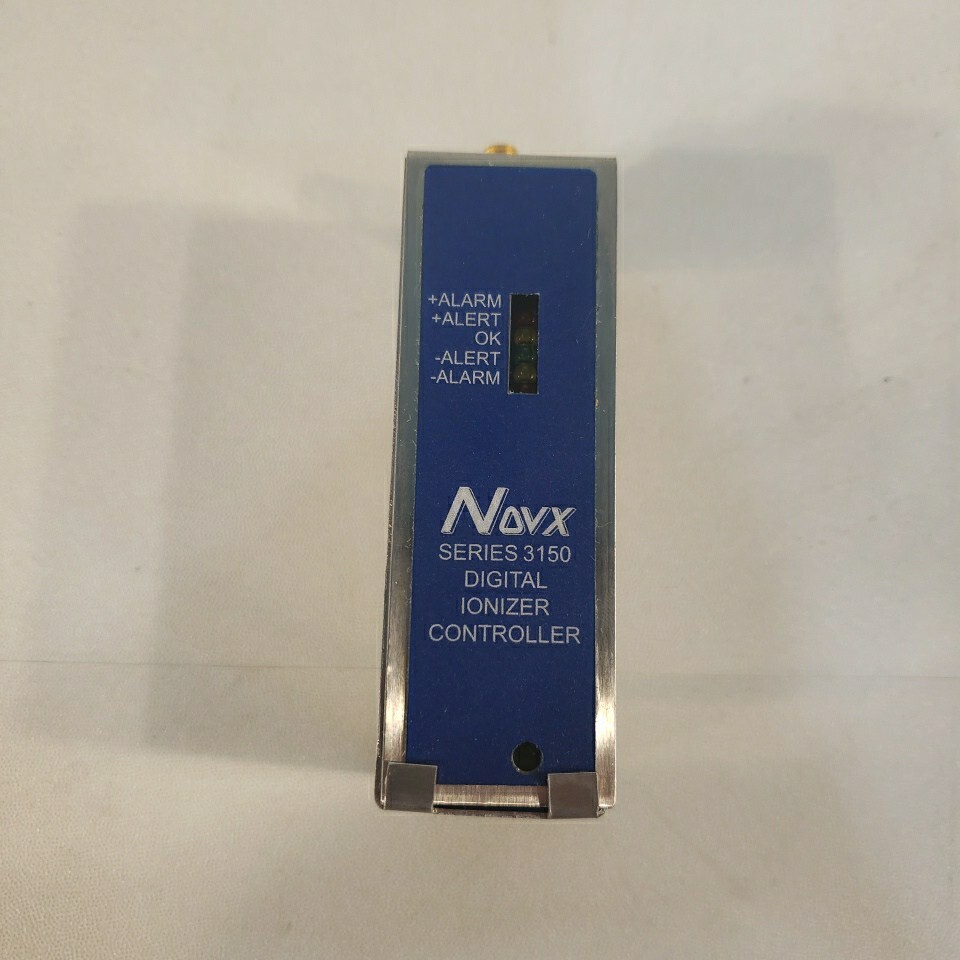 +ALARM
+ALERT
OK
-ALERT
-ALARM
NOVX
SERIES 3150
DIGITAL
IONIZER
CONTROLLER